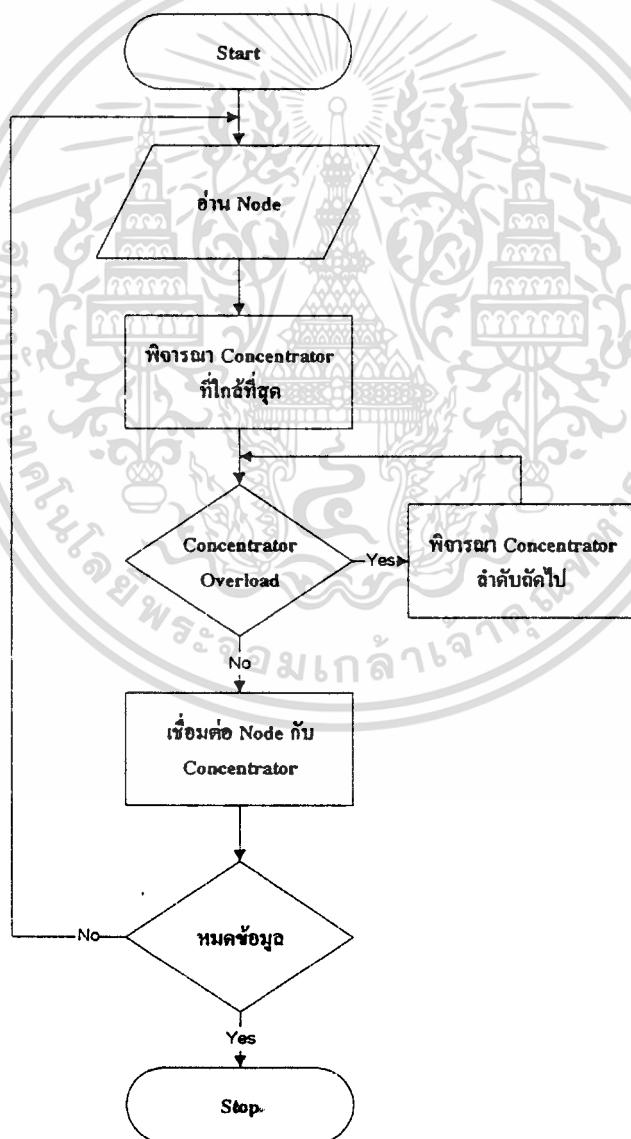 Start
อ่าน Node
พิจารณา Concentrator
ที่ใกล้ที่สุด
Concentrator
Overload
Yes
พิจารณา Concentrator
ลำดับถัดไป
No
เชื่อมต่อ Node กับ
Concentrator
หมดข้อมูล
No
Yes
Stop